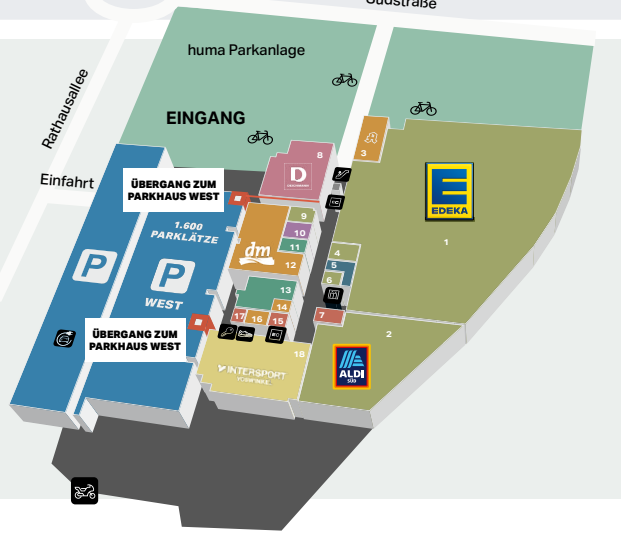 Südstraße
huma Parkanlage
Rathausallee
EINGANG
Einfahrt
ÜBERGANG ZUM
PARKHAUS WEST
8
D
3
E
EDEKA
1
1.600
PARKLÄTZE
P
P
WEST
9
10
11
dm
12
4
5
6
13
14
17
16
15
7
EC
EC
ÜBERGANG ZUM
PARKHAUS WEST
2
18
INTERSPORT
ALDI
SÜD